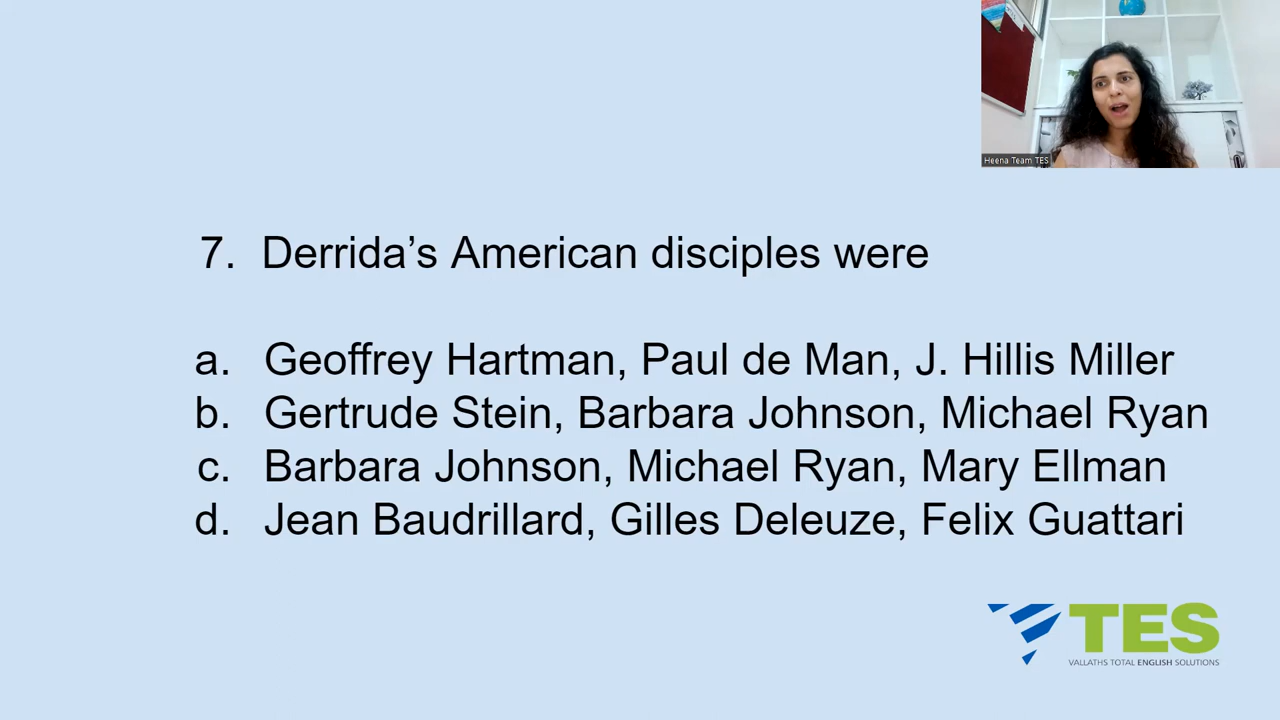 Heena Team TES
7. Derrida’s American disciples were
a. Geoffrey Hartman, Paul de Man, J. Hillis Miller
b. Gertrude Stein, Barbara Johnson, Michael Ryan
c. Barbara Johnson, Michael Ryan, Mary Ellman
d. Jean Baudrillard, Gilles Deleuze, Felix Guattari
TES
VALLATHS TOTAL ENGLISH SOLUTIONS